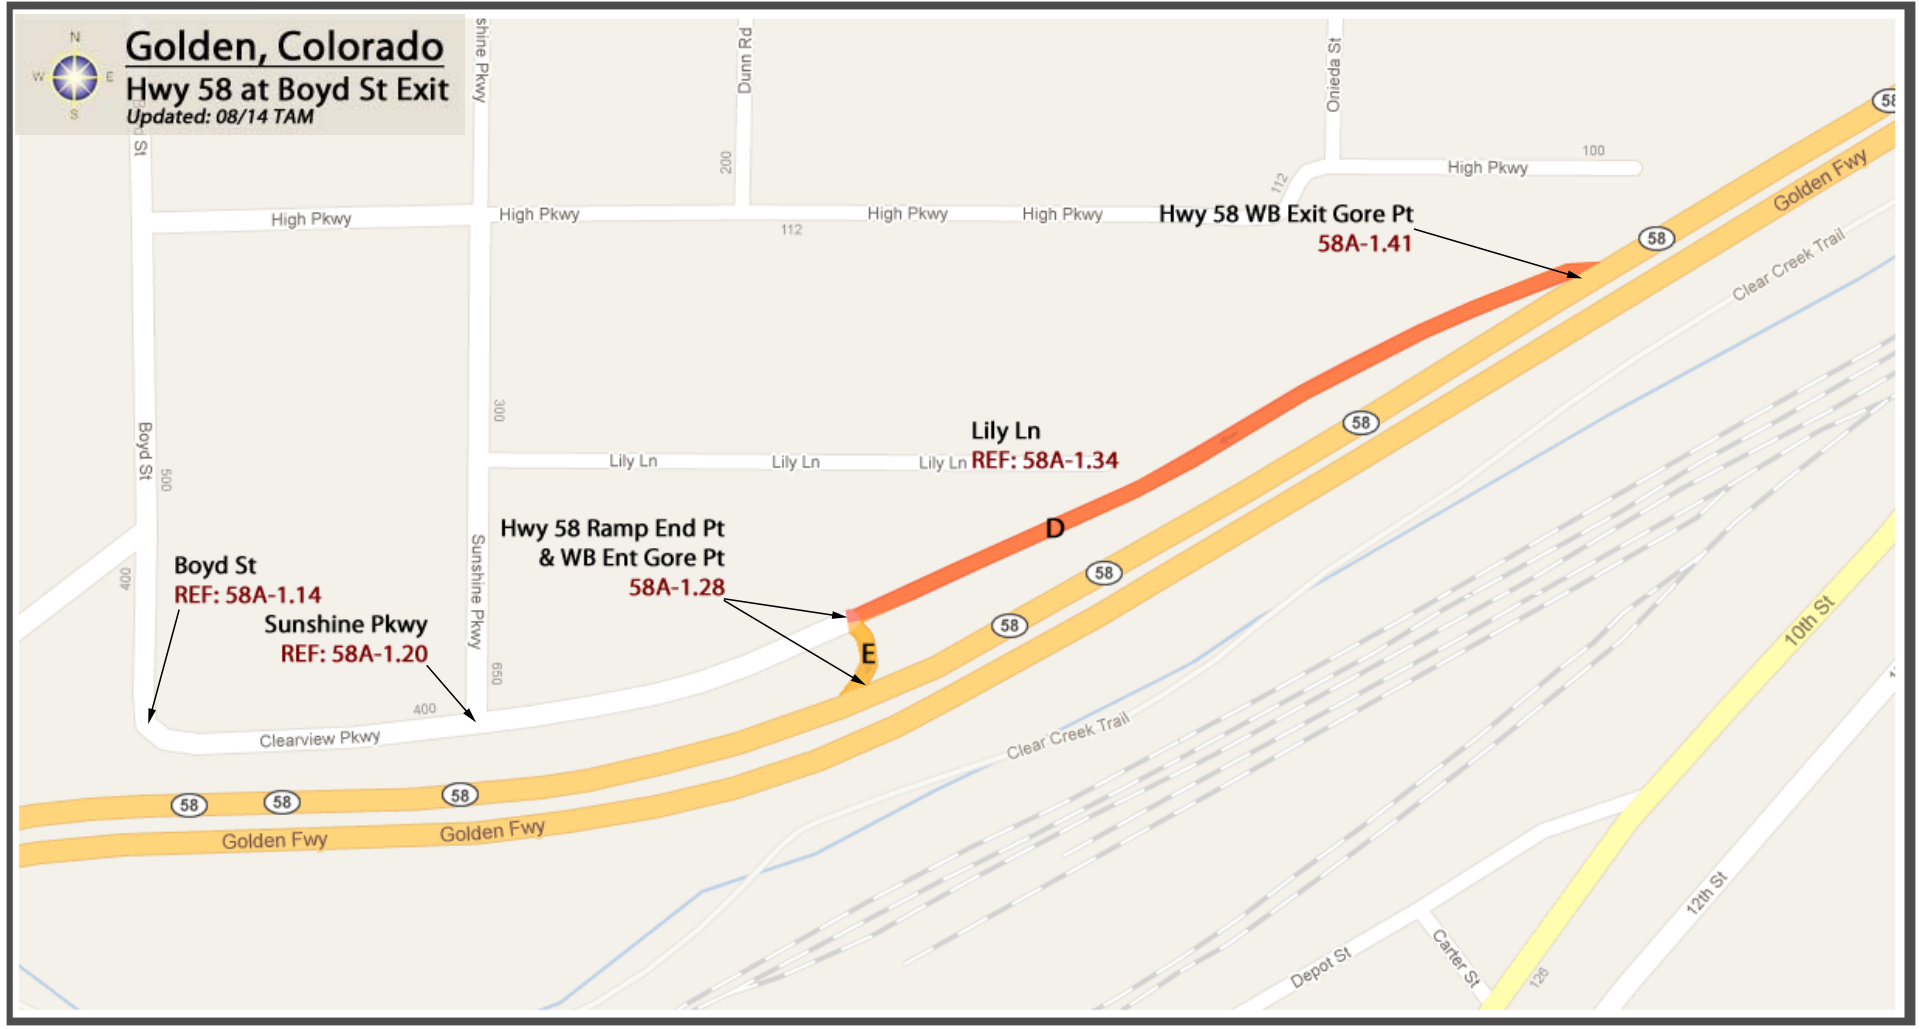 N
W
E
S
Golden, Colorado
Hwy 58 at Boyd St Exit
Updated: 08/14 TAM
St
shine Pkwy
Dunn Rd
Onieda St
58
200
112
100
High Pkwy
Golden Fwy
High Pkwy
High Pkwy
High Pkwy
High Pkwy
112
Hwy 58 WB Exit Gore Pt
58A-1.41
58
Clear Creek Trail
300
58
Lily Ln
REF: 58A-1.34
Lily Ln
Lily Ln
Lily Ln
Boyd St
500
Hwy 58 Ramp End Pt
& WB Ent Gore Pt
58A-1.28
D
Sunshine Pkwy
400
Boyd St
REF: 58A-1.14
58
Sunshine Pkwy
REF: 58A-1.20
58
10th St
E
650
400
Clearview Pkwy
Clear Creek Trail
58
58
58
Golden Fwy
Golden Fwy
12th St
Depot St
Carter St
126